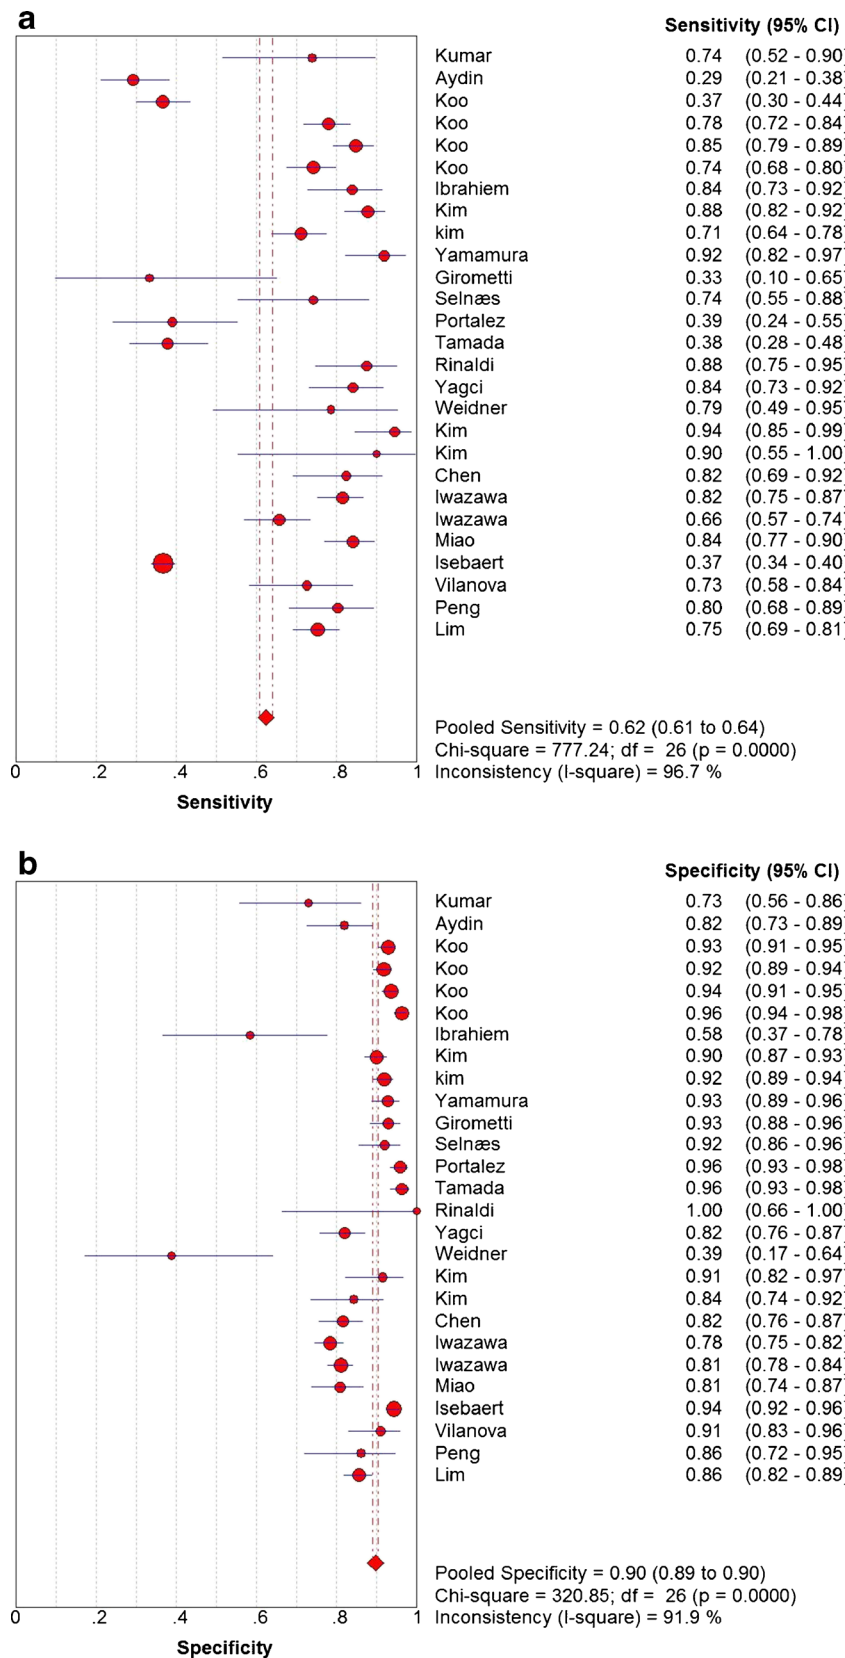 a
Sensitivity (95% CI)
Kumar 0.74 (0.52 - 0.90)
Aydin 0.29 (0.21 - 0.38)
Koo 0.37 (0.30 - 0.44)
Koo 0.78 (0.72 - 0.84)
Koo 0.85 (0.79 - 0.89)
Koo 0.74 (0.68 - 0.80)
Ibrahiem 0.84 (0.73 - 0.92)
Kim 0.88 (0.82 - 0.92)
kim 0.71 (0.64 - 0.78)
Yamamura 0.92 (0.82 - 0.97)
Girometti 0.33 (0.10 - 0.65)
Selnæs 0.74 (0.55 - 0.88)
Portalez 0.39 (0.24 - 0.55)
Tamada 0.38 (0.28 - 0.48)
Rinaldi 0.88 (0.75 - 0.95)
Yagci 0.84 (0.73 - 0.92)
Weidner 0.79 (0.49 - 0.95)
Kim 0.94 (0.85 - 0.99)
Kim 0.90 (0.55 - 1.00)
Chen 0.82 (0.69 - 0.92)
Iwazawa 0.82 (0.75 - 0.87)
Iwazawa 0.66 (0.57 - 0.74)
Miao 0.84 (0.77 - 0.90)
Isebaert 0.37 (0.34 - 0.40)
Vilanova 0.73 (0.58 - 0.84)
Peng 0.80 (0.68 - 0.89)
Lim 0.75 (0.69 - 0.81)
Pooled Sensitivity = 0.62 (0.61 to 0.64)
Chi-square = 777.24; df = 26 (p = 0.0000)
Inconsistency (I-square) = 96.7 %
0 .2 .4 .6 .8 1
Sensitivity
b
Specificity (95% CI)
Kumar 0.73 (0.56 - 0.86)
Aydin 0.82 (0.73 - 0.89)
Koo 0.93 (0.91 - 0.95)
Koo 0.92 (0.89 - 0.94)
Koo 0.94 (0.91 - 0.95)
Koo 0.96 (0.94 - 0.98)
Ibrahiem 0.58 (0.37 - 0.78)
Kim 0.90 (0.87 - 0.93)
kim 0.92 (0.89 - 0.94)
Yamamura 0.93 (0.89 - 0.96)
Girometti 0.93 (0.88 - 0.96)
Selnæs 0.92 (0.86 - 0.96)
Portalez 0.96 (0.93 - 0.98)
Tamada 0.96 (0.93 - 0.98)
Rinaldi 1.00 (0.66 - 1.00)
Yagci 0.82 (0.76 - 0.87)
Weidner 0.39 (0.17 - 0.64)
Kim 0.91 (0.82 - 0.97)
Kim 0.84 (0.74 - 0.92)
Chen 0.82 (0.76 - 0.87)
Iwazawa 0.78 (0.75 - 0.82)
Iwazawa 0.81 (0.78 - 0.84)
Miao 0.81 (0.74 - 0.87)
Isebaert 0.94 (0.92 - 0.96)
Vilanova 0.91 (0.83 - 0.96)
Peng 0.86 (0.72 - 0.95)
Lim 0.86 (0.82 - 0.89)
Pooled Specificity = 0.90 (0.89 to 0.90)
Chi-square = 320.85; df = 26 (p = 0.0000)
Inconsistency (I-square) = 91.9 %
0 .2 .4 .6 .8 1
Specificity